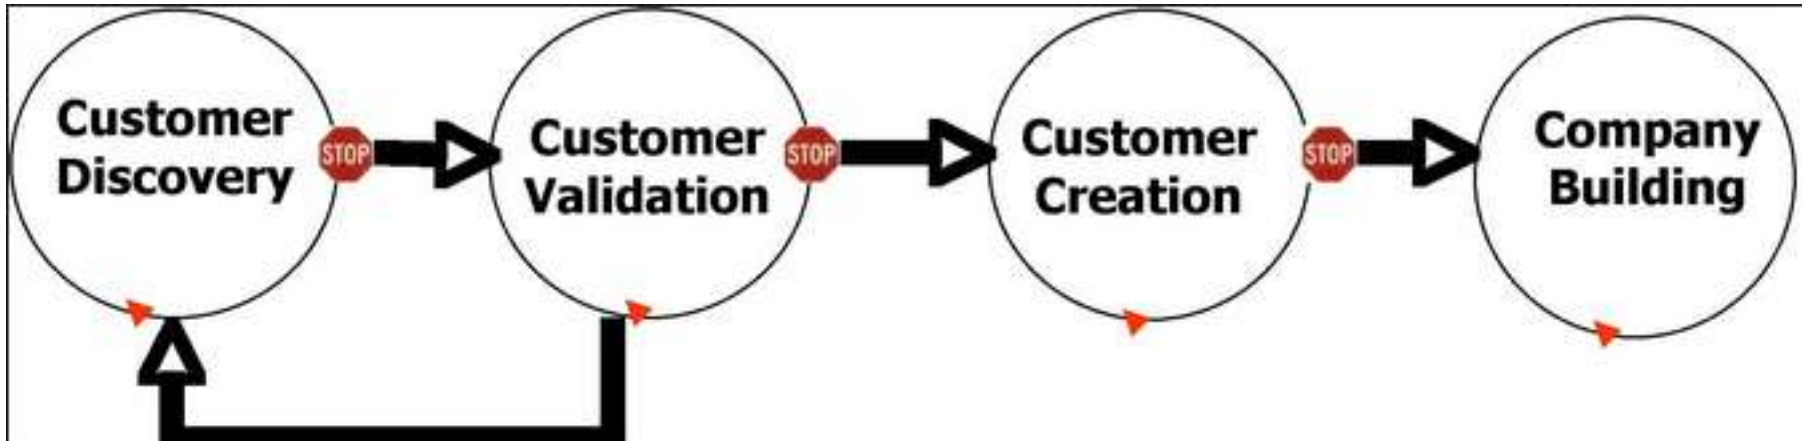 Customer
Discovery
STOP
Customer
Validation
STOP
Customer
Creation
STOP
Company
Building